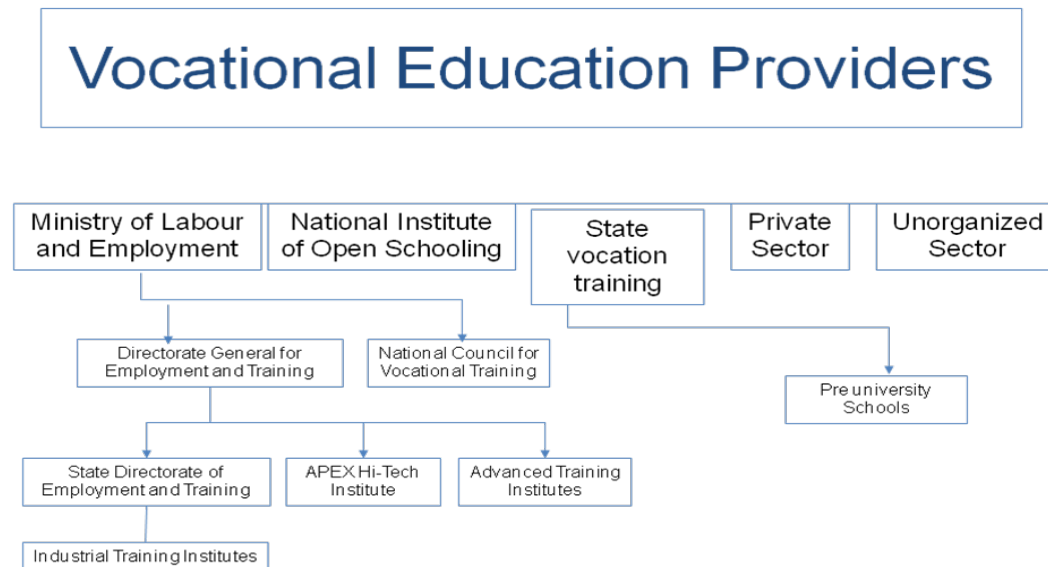 Vocational Education Providers
Ministry of Labour
and Employment
National Institute
of Open Schooling
State
vocation
training
Private
Sector
Unorganized
Sector
Directorate General for
Employment and Training
National Council for
Vocational Training
Pre university
Schools
State Directorate of
Employment and Training
APEX Hi-Tech
Institute
Advanced Training
Institutes
Industrial Training Institutes